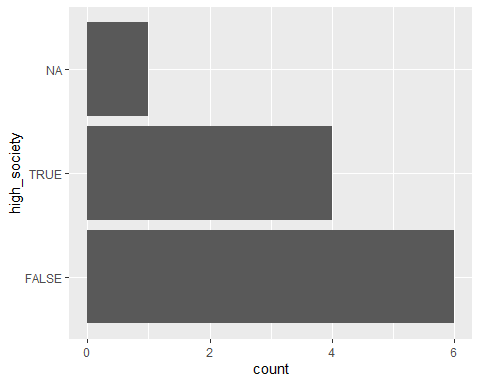 NA
high_society
TRUE
FALSE
0
2
4
6
count